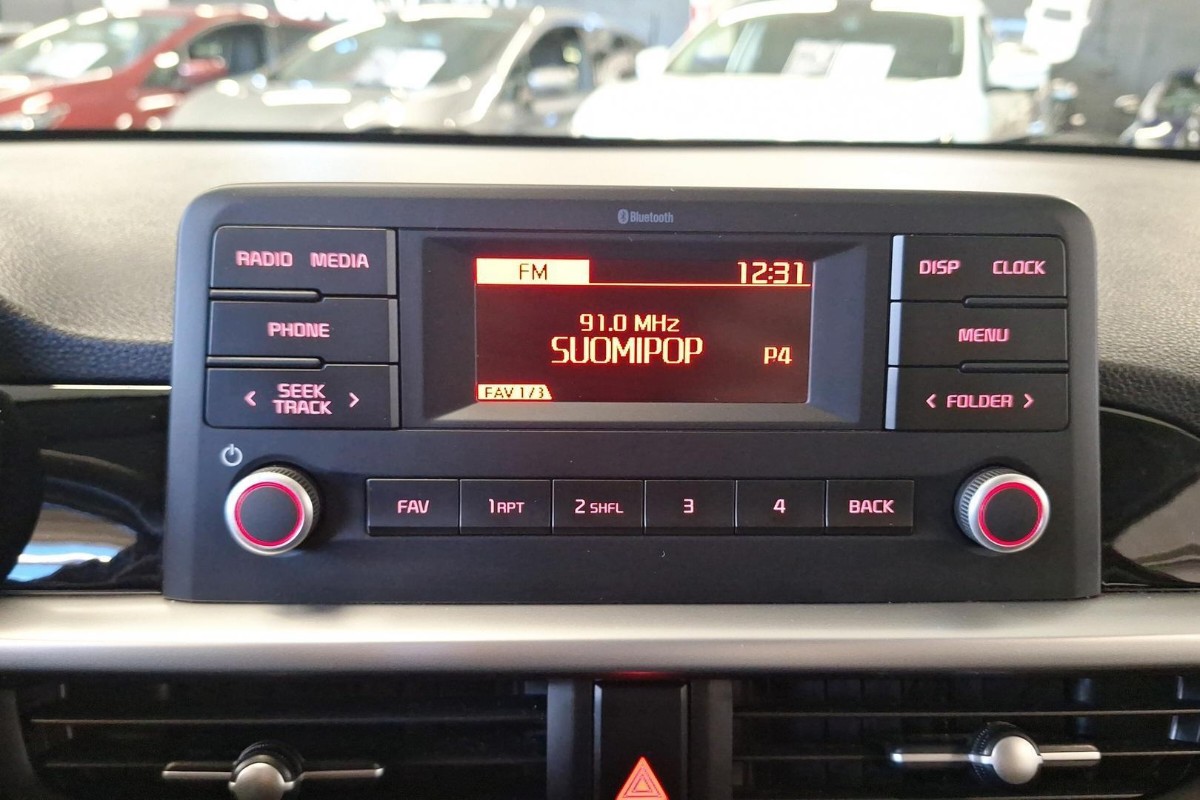 Bluetooth
RADIO MEDIA
PHONE
< SEEK TRACK >
FM 12:31
91.0 MHz
SUOMIPOP P4
FAV 1/3
DISP CLOCK
MENU
< FOLDER >
FAV 1 RPT 2 SHFL 3 4 BACK